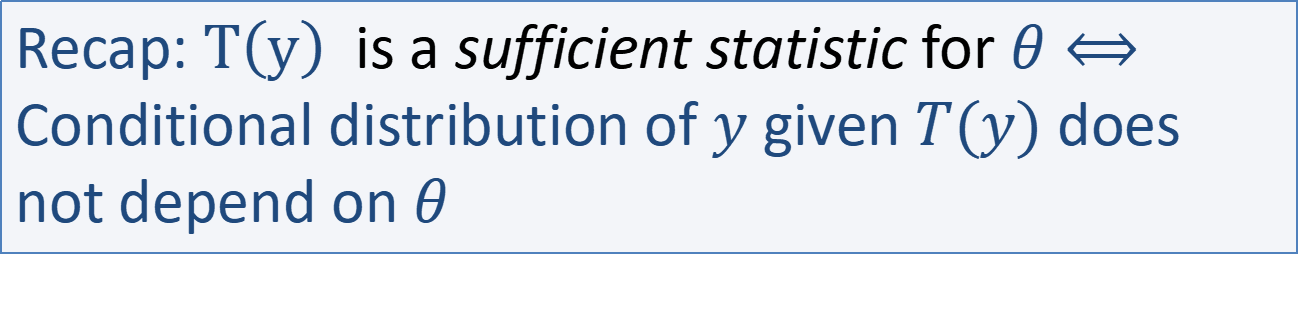 Recap: T(y) is a sufficient statistic for θ ⟺
Conditional distribution of y given T(y) does
not depend on θ